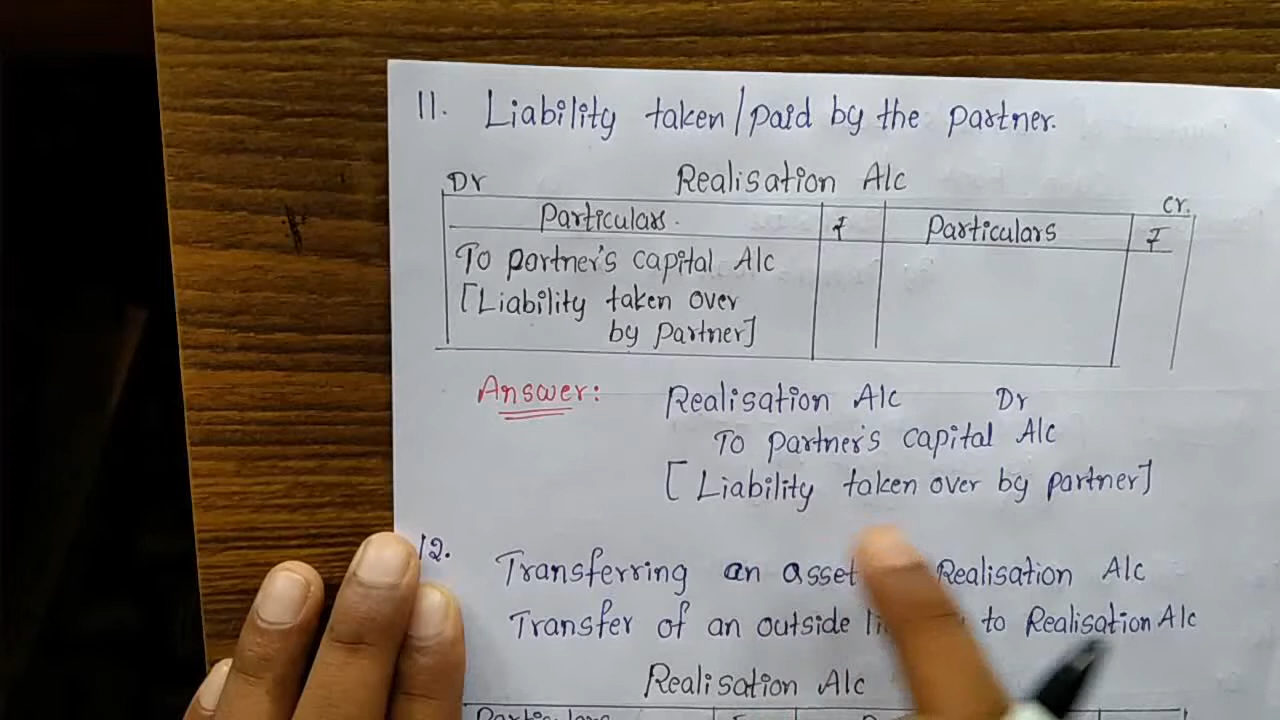 11. Liability taken/paid by the partner.
Realisation A/c
Dr
Cr.
Particulars. ₹ Particulars ₹
To partner's capital A/c
[Liability taken over
by partner]
Answer: Realisation A/c Dr
To partner's capital A/c
[Liability taken over by partner]
12. Transferring an asset Realisation A/c
Transfer of an outside to Realisation A/c
Realisation A/c